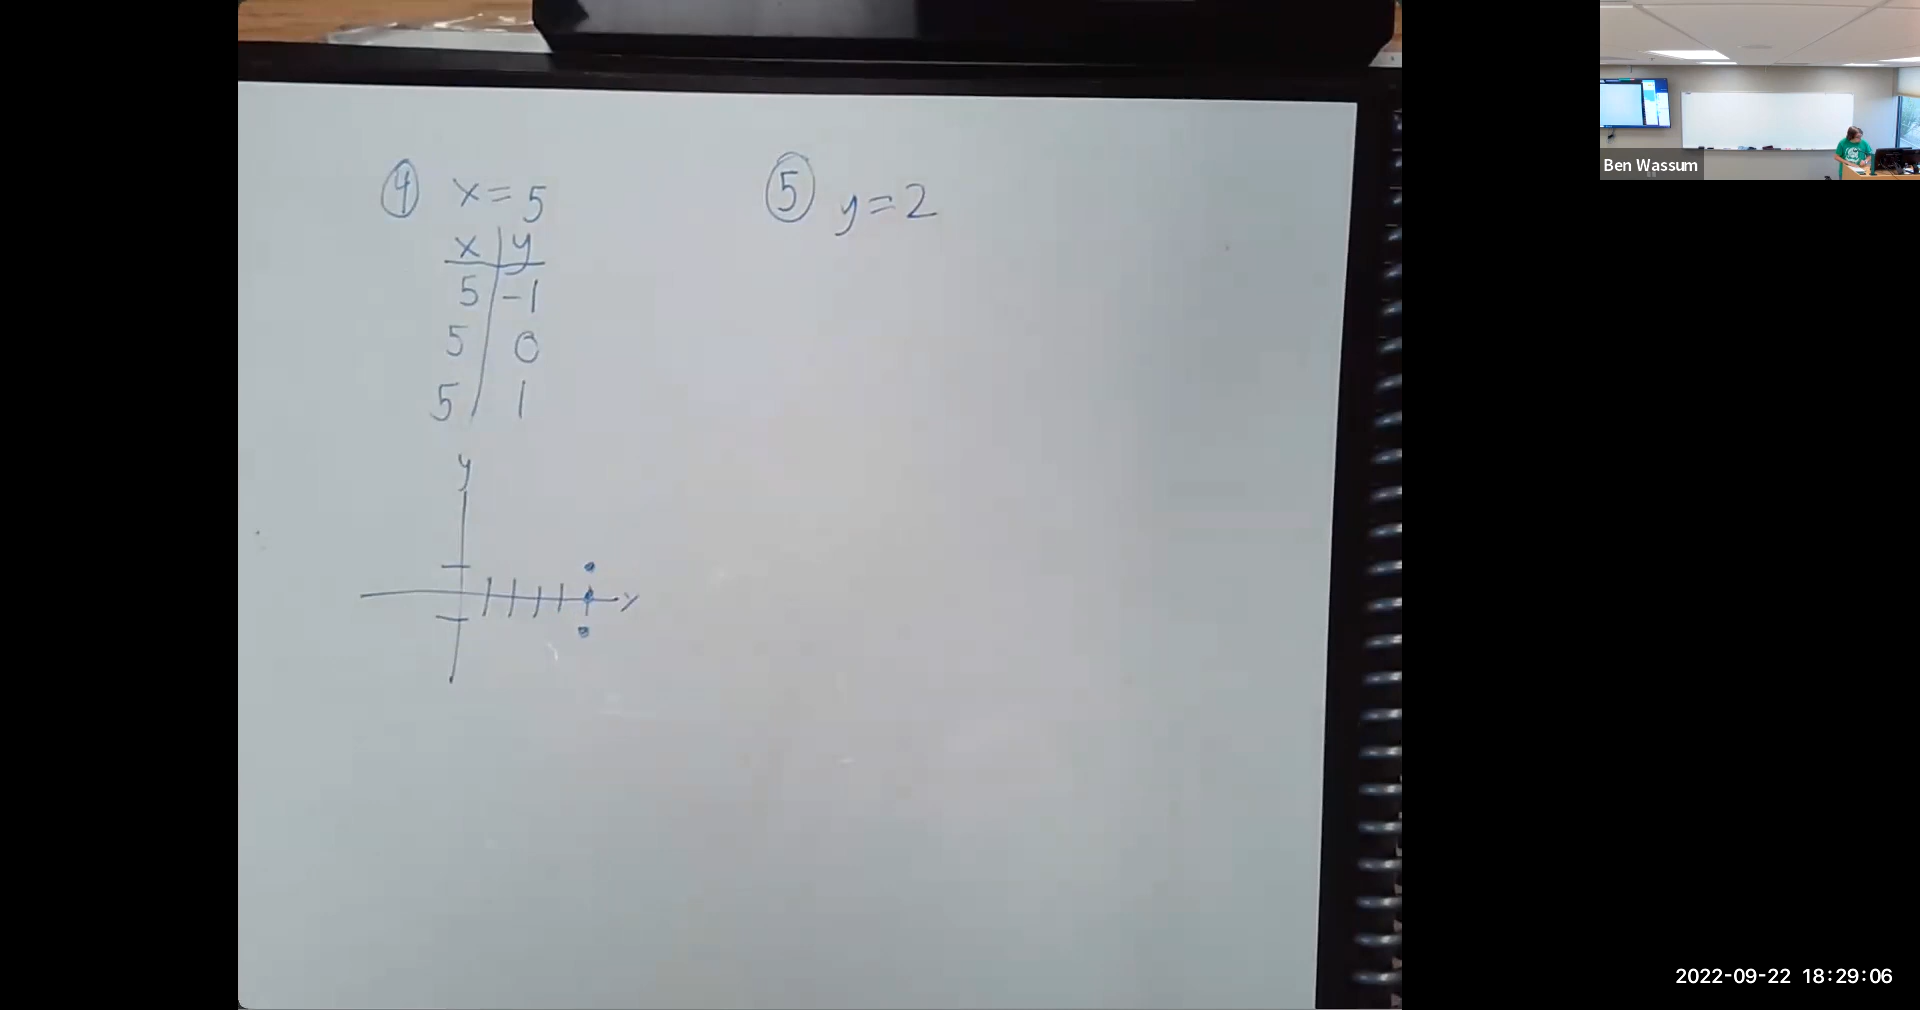 ④ x = 5
x | y
5 | -1
5 | 0
5 | 1
y
x
⑤ y = 2
Ben Wassum
2022-09-22 18:29:06